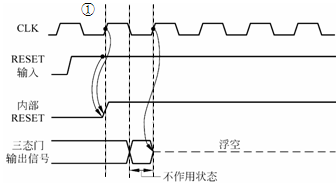 ①
CLK
RESET
输入
内部
RESET
三态门
输出信号
浮空
不作用状态